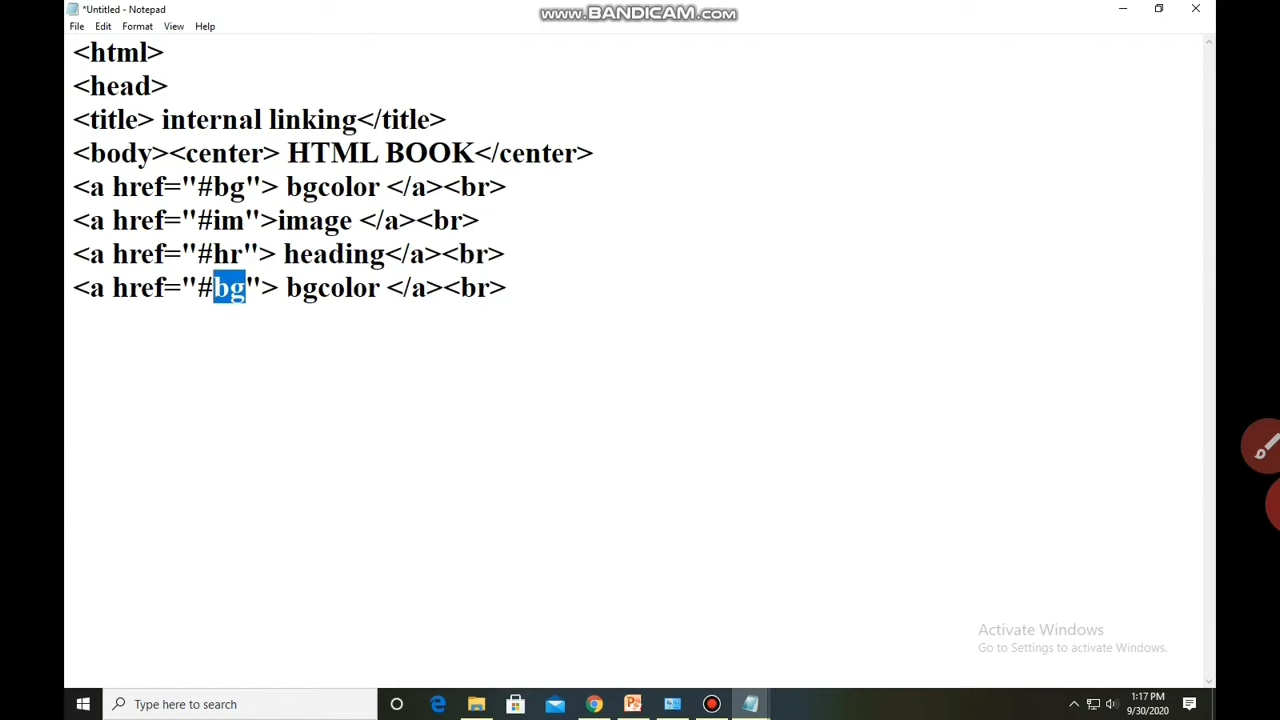 *Untitled - Notepad
www.BANDICAM.com
File Edit Format View Help
<html>
<head>
<title> internal linking</title>
<body><center> HTML BOOK</center>
<a href="#bg"> bgcolor </a><br>
<a href="#im">image </a><br>
<a href="#hr"> heading</a><br>
<a href="#bg"> bgcolor </a><br>
Activate Windows
Go to Settings to activate Windows.
Type here to search
1:17 PM
9/30/2020